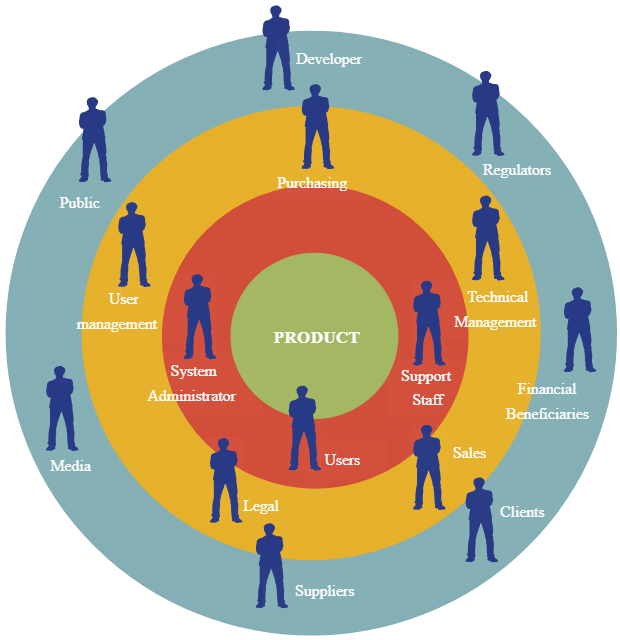 Developer
Regulators
Purchasing
Public
User
management
Technical
Management
PRODUCT
System
Administrator
Support
Staff
Financial
Beneficiaries
Users
Sales
Media
Legal
Clients
Suppliers